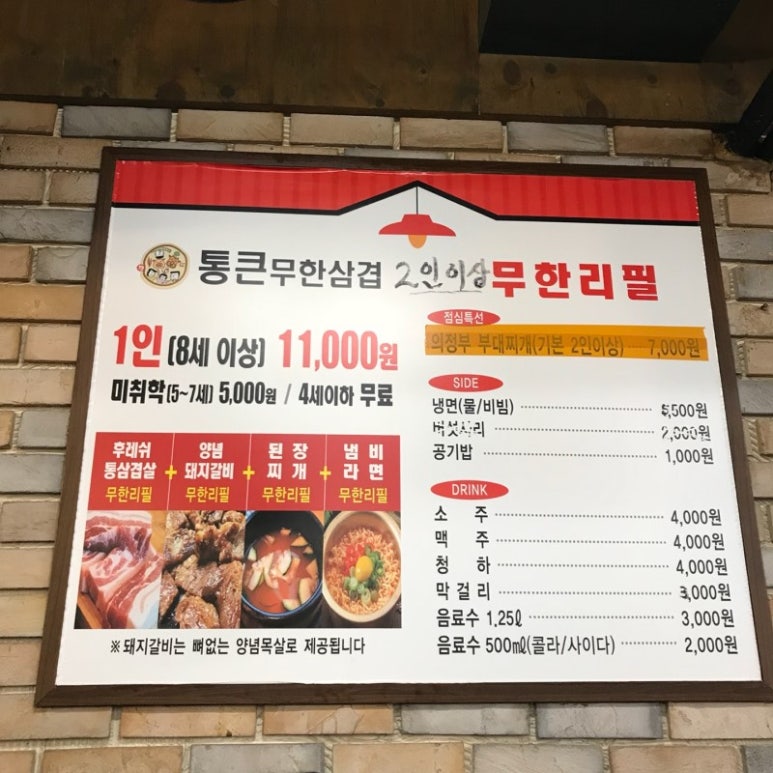 통큰무한삼겹 2인이상 무한리필
1인 (8세 이상) 11,000원
미취학(5~7세) 5,000원 / 4세이하 무료
후레쉬 통삼겹살 무한리필 + 양념 돼지갈비 무한리필 + 된장찌개 무한리필 + 냄비라면 무한리필
※돼지갈비는 뼈없는 양념목살로 제공됩니다
점심특선
의정부 부대찌개(기본 2인이상) 7,000원
SIDE
냉면(물/비빔) 5,500원
버섯사리 2,000원
공기밥 1,000원
DRINK
소주 4,000원
맥주 4,000원
청하 4,000원
막걸리 3,000원
음료수 1.25ℓ 3,000원
음료수 500㎖(콜라/사이다) 2,000원